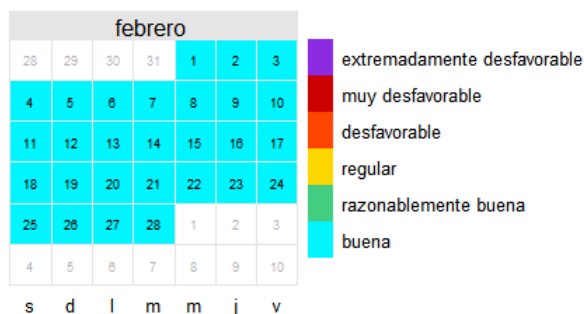 febrero
28 29 30 31 1 2 3
4 5 6 7 8 9 10
11 12 13 14 15 16 17
18 19 20 21 22 23 24
25 26 27 28 1 2 3
4 5 6 7 8 9 10
s d l m m j v
extremadamente desfavorable
muy desfavorable
desfavorable
regular
razonablemente buena
buena